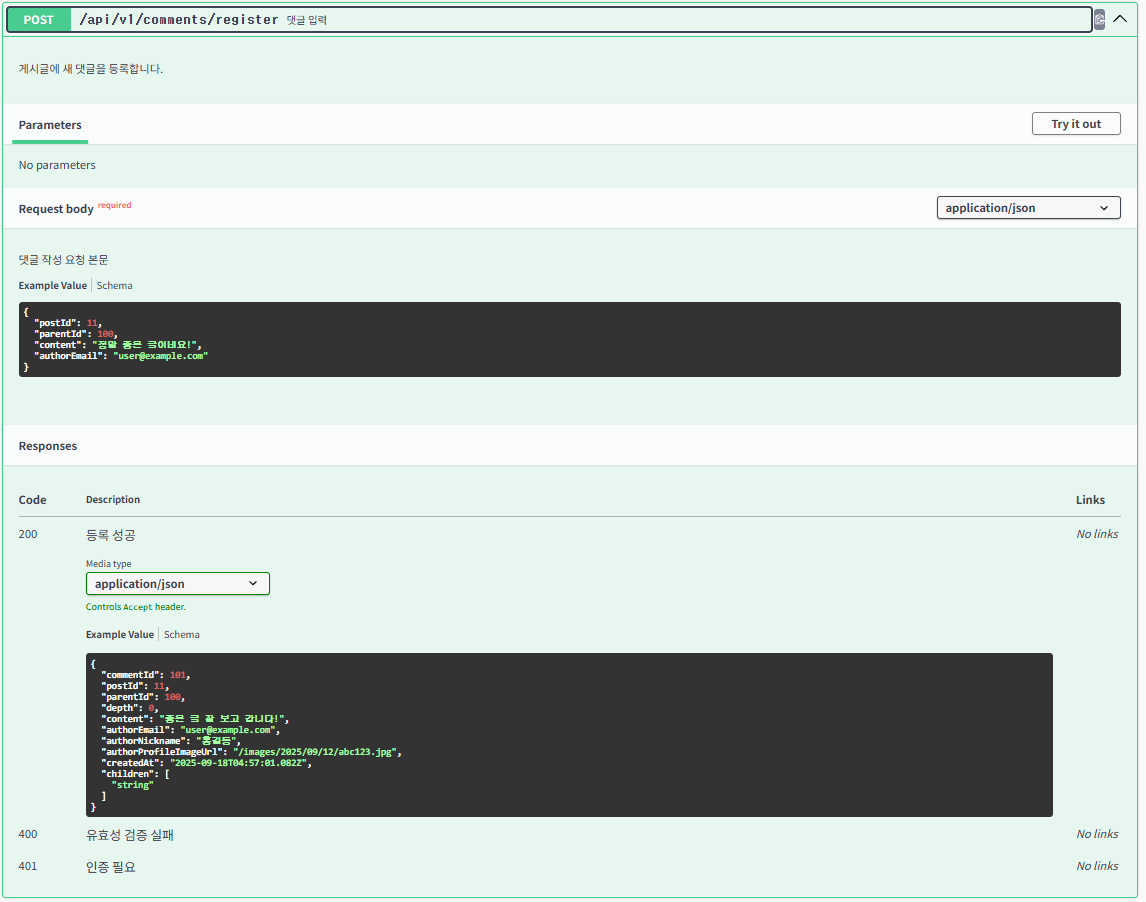 POST /api/v1/comments/register 댓글 입력
게시글에 새 댓글을 등록합니다.
Parameters
Try it out
No parameters
Request body required
application/json
댓글 작성 요청 본문
Example Value | Schema
{
  "postId": 11,
  "parentId": 100,
  "content": "정말 좋은 글이네요!",
  "authorEmail": "user@example.com"
}
Responses
Code Description Links
200 등록 성공 No links
Media type
application/json
Controls Accept header.
Example Value | Schema
{
  "commentId": 101,
  "postId": 11,
  "parentId": 100,
  "depth": 0,
  "content": "좋은 글 잘 보고 갑니다!",
  "authorEmail": "user@example.com",
  "authorNickname": "홍길동",
  "authorProfileImageUrl": "/images/2025/09/12/abc123.jpg",
  "createdAt": "2025-09-18T04:57:01.082Z",
  "children": [
    "string"
  ]
}
400 유효성 검증 실패 No links
401 인증 필요 No links